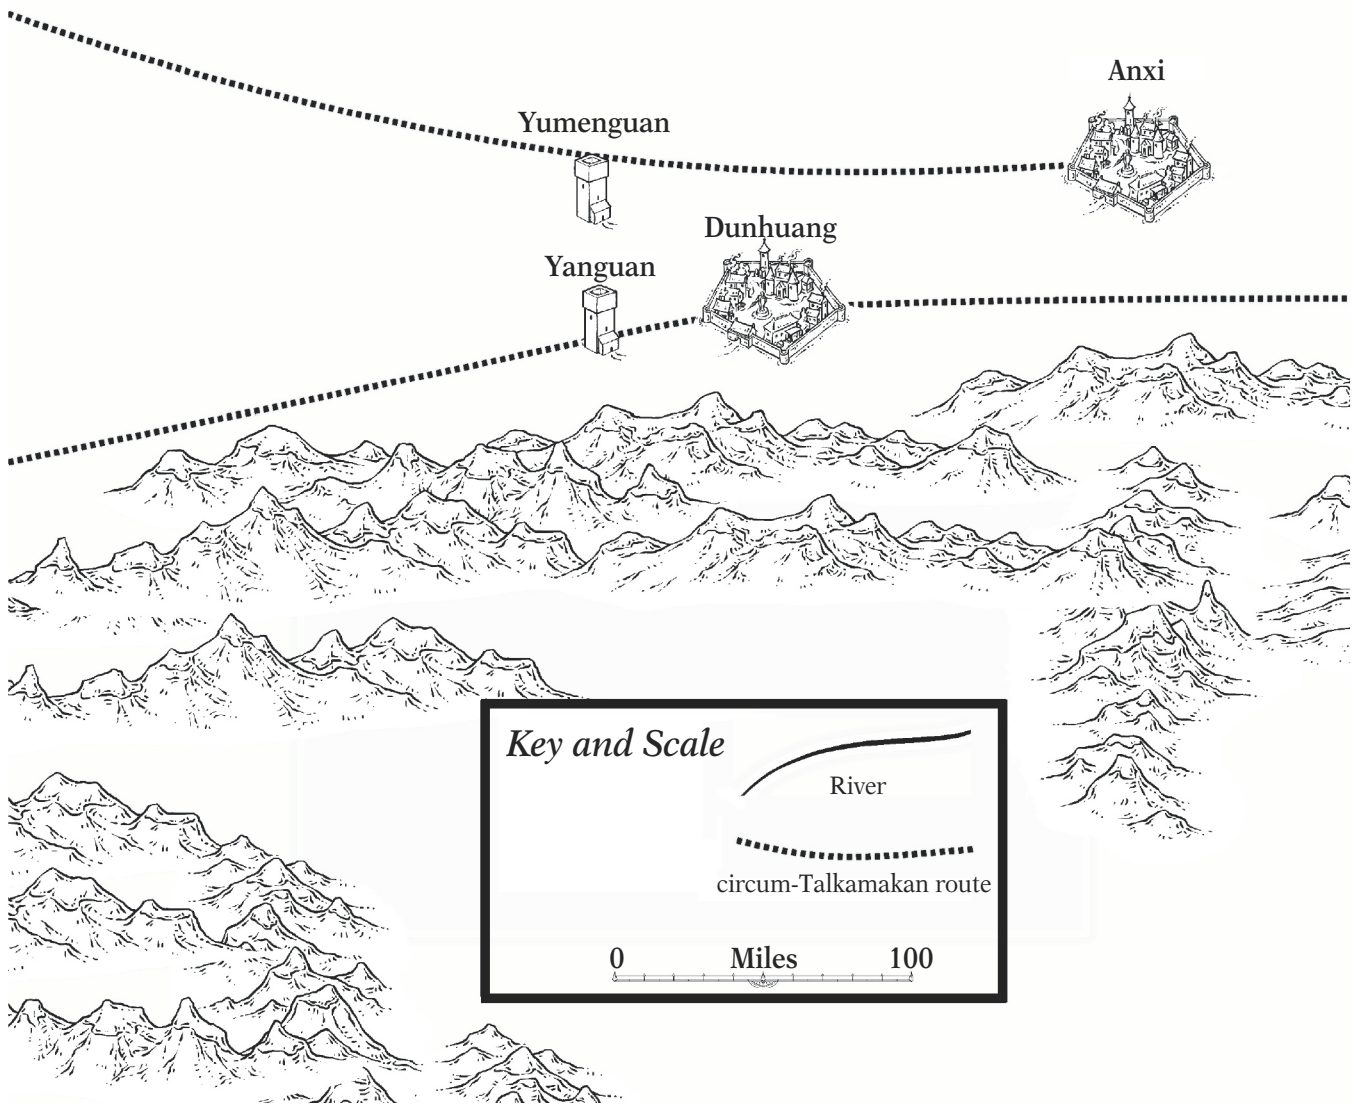 Anxi
Yumenguan
Dunhuang
Yanguan
Key and Scale
River
circum-Talkamakan route
0 Miles 100